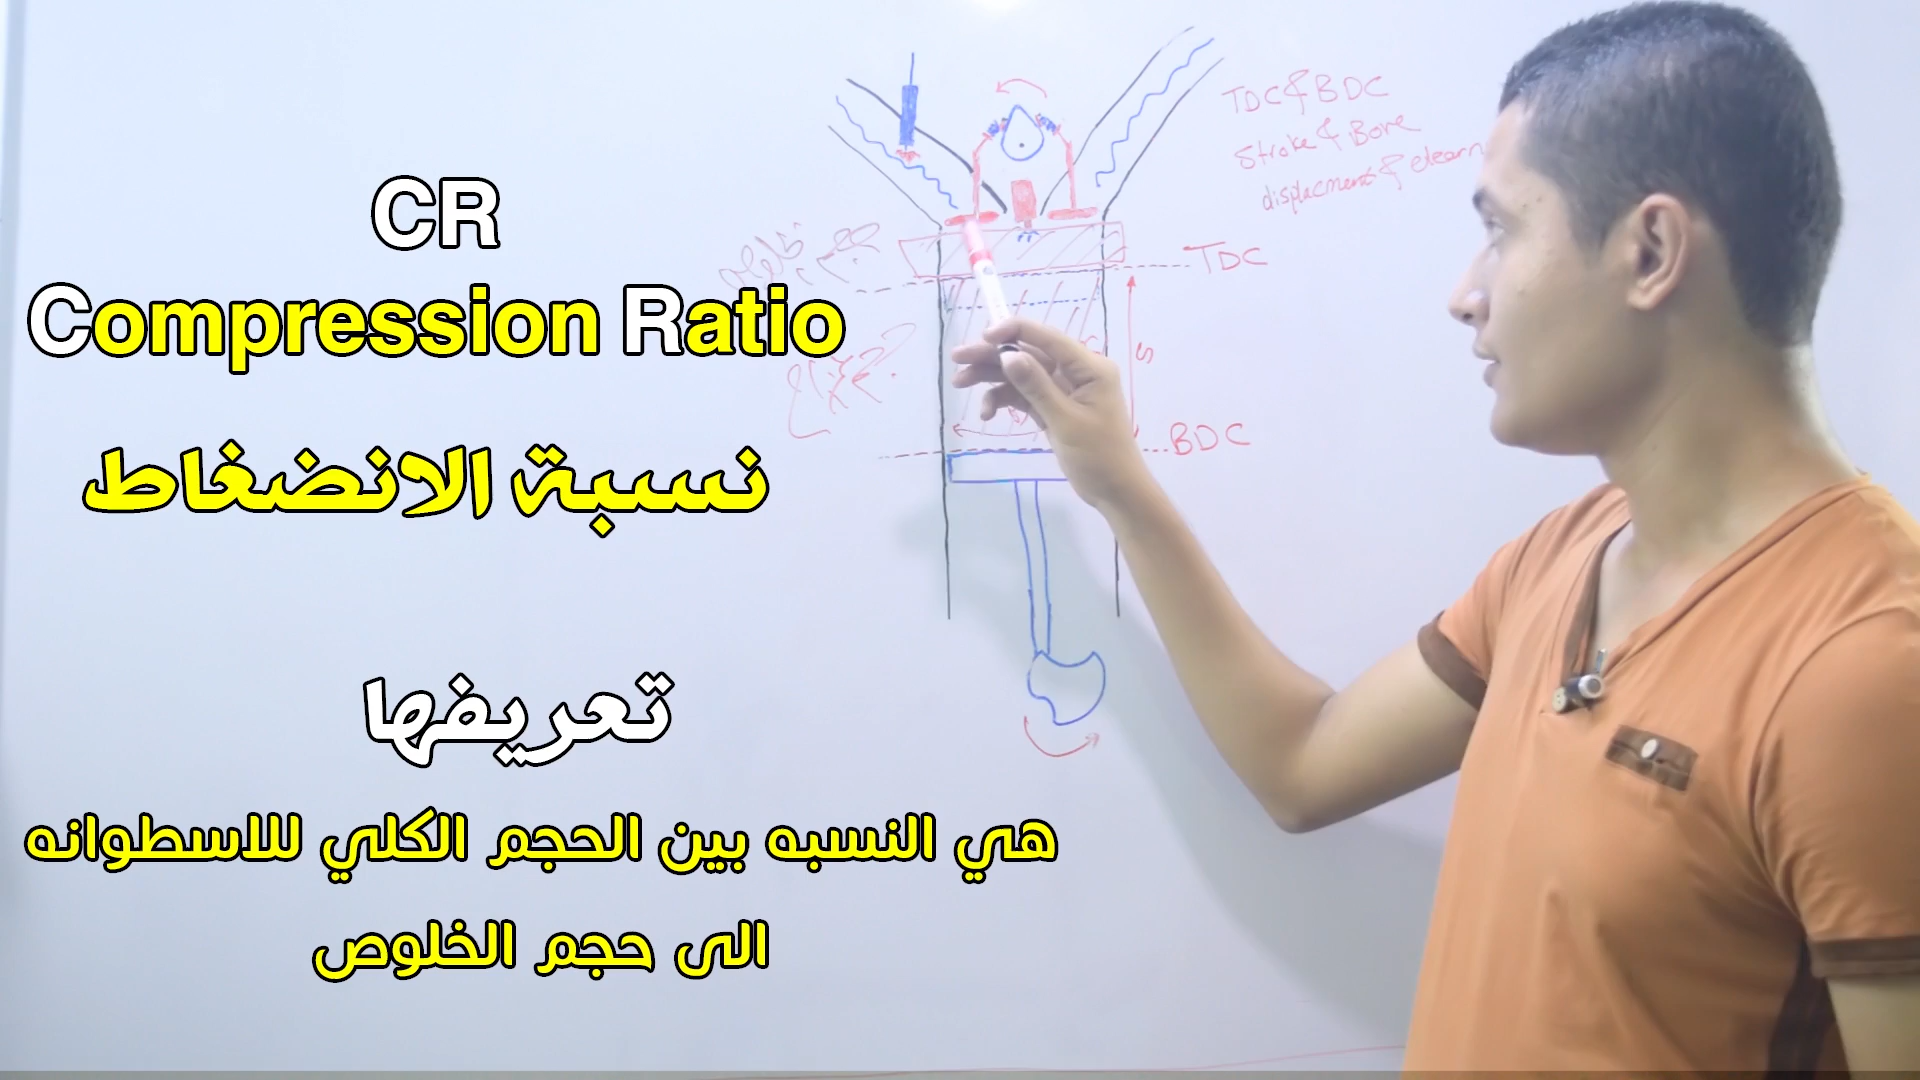 CR
Compression Ratio
نسبة الانضغاط
تعريفها
هي النسبه بين الحجم الكلي للاسطوانه
الى حجم الخلوص
TDC & BDC
Stroke & Bore
displacment &
TDC
S
BDC